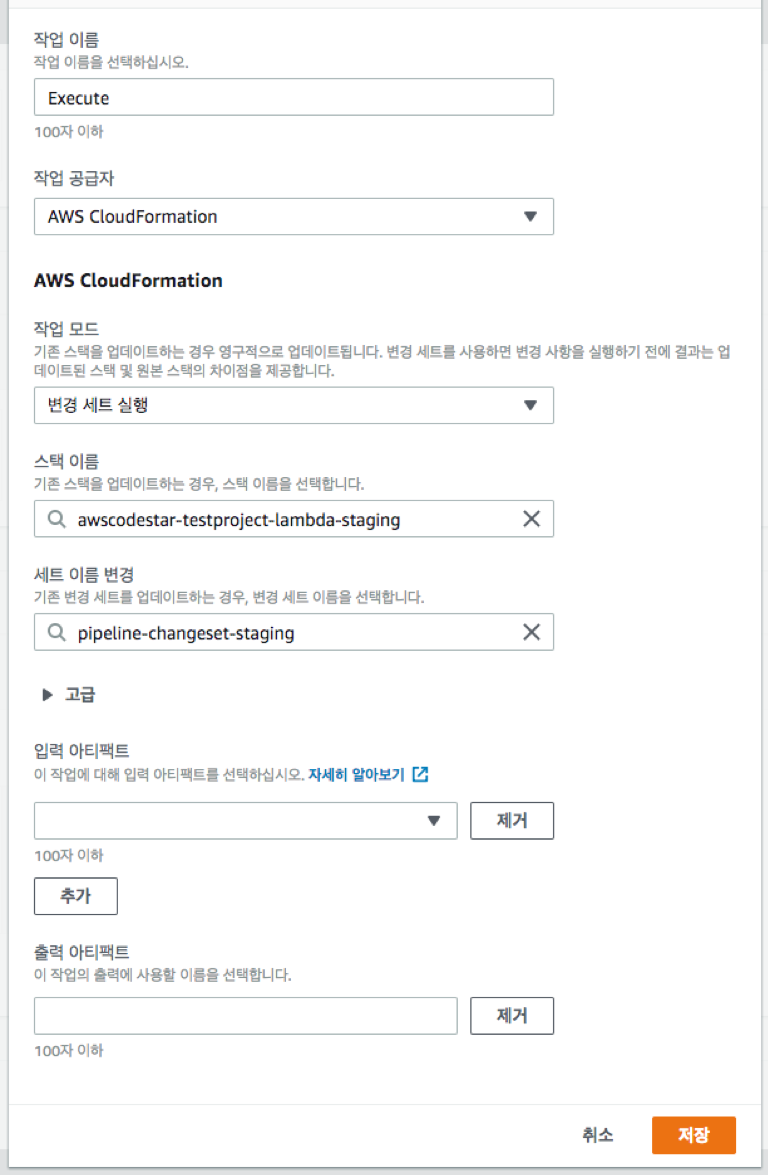 작업 이름
작업 이름을 선택하십시오.
Execute
100자 이하
작업 공급자
AWS CloudFormation
AWS CloudFormation
작업 모드
기존 스택을 업데이트하는 경우 영구적으로 업데이트됩니다. 변경 세트를 사용하면 변경 사항을 실행하기 전에 결과는 업
데이트된 스택 및 원본 스택의 차이점을 제공합니다.
변경 세트 실행
스택 이름
기존 스택을 업데이트하는 경우, 스택 이름을 선택합니다.
awscodestar-testproject-lambda-staging
세트 이름 변경
기존 변경 세트를 업데이트하는 경우, 변경 세트 이름을 선택합니다.
pipeline-changeset-staging
고급
입력 아티팩트
이 작업에 대해 입력 아티팩트를 선택하십시오. 자세히 알아보기
제거
100자 이하
추가
출력 아티팩트
이 작업의 출력에 사용할 이름을 선택합니다.
제거
100자 이하
취소 저장